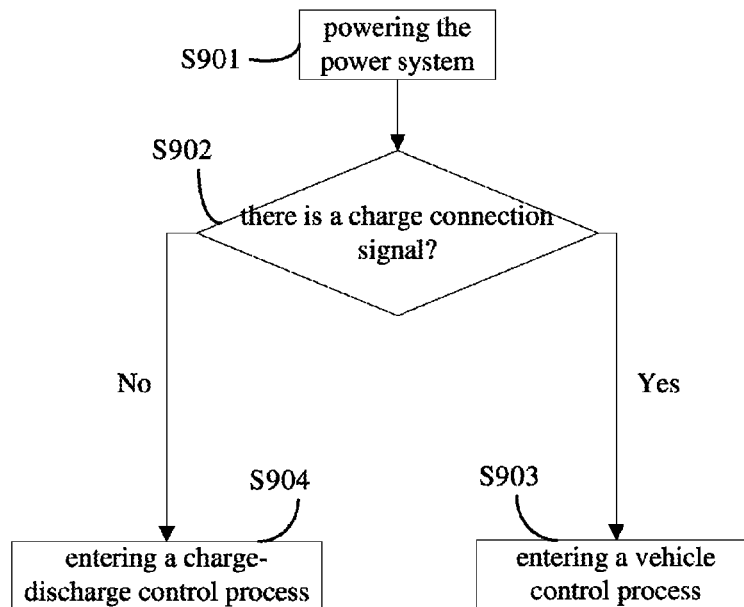 powering the
power system
S901
S902
there is a charge connection
signal?
No
Yes
S904
S903
entering a charge-
discharge control process
entering a vehicle
control process